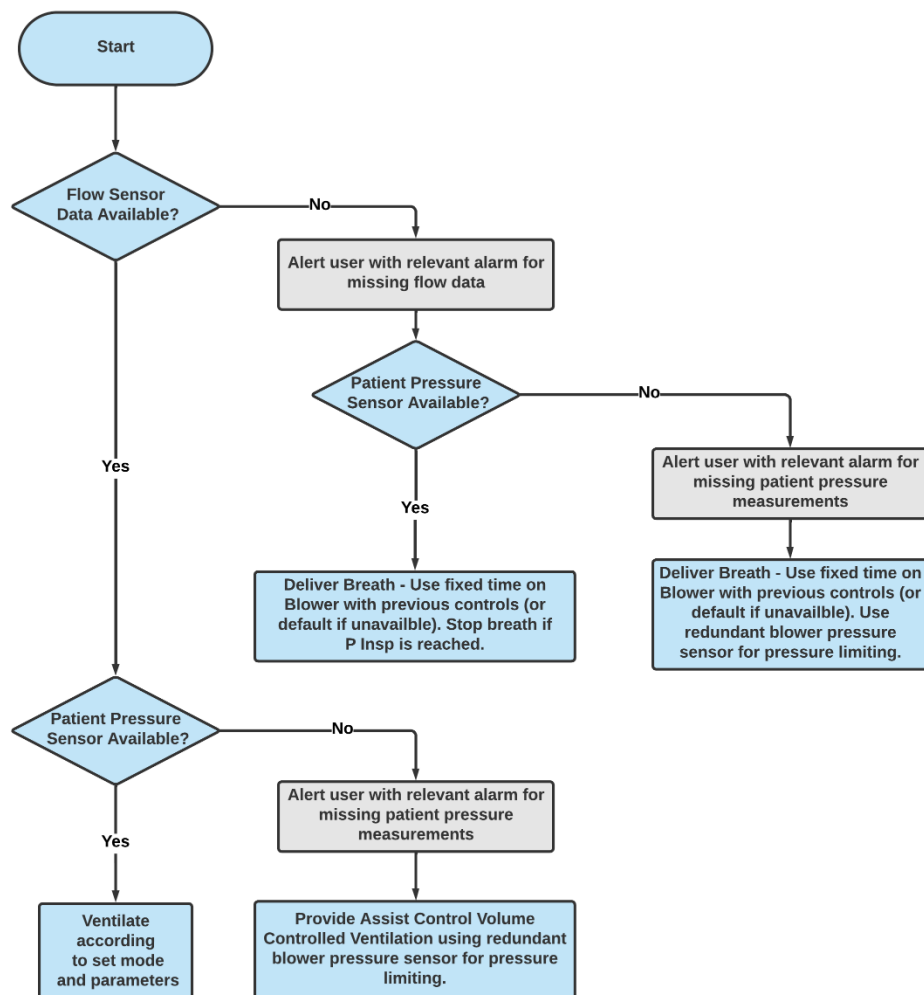 Start
Flow Sensor
Data Available?
No
Alert user with relevant alarm for
missing flow data
Patient Pressure
Sensor Available?
No
Alert user with relevant alarm for
missing patient pressure
measurements
Yes
Yes
Deliver Breath - Use fixed time on
Blower with previous controls (or
default if unavailble). Stop breath if
P Insp is reached.
Deliver Breath - Use fixed time on
Blower with previous controls (or
default if unavailble). Use
redundant blower pressure
sensor for pressure limiting.
Patient Pressure
Sensor Available?
No
Alert user with relevant alarm for
missing patient pressure
measurements
Yes
Ventilate
according
to set mode
and parameters
Provide Assist Control Volume
Controlled Ventilation using redundant
blower pressure sensor for pressure
limiting.